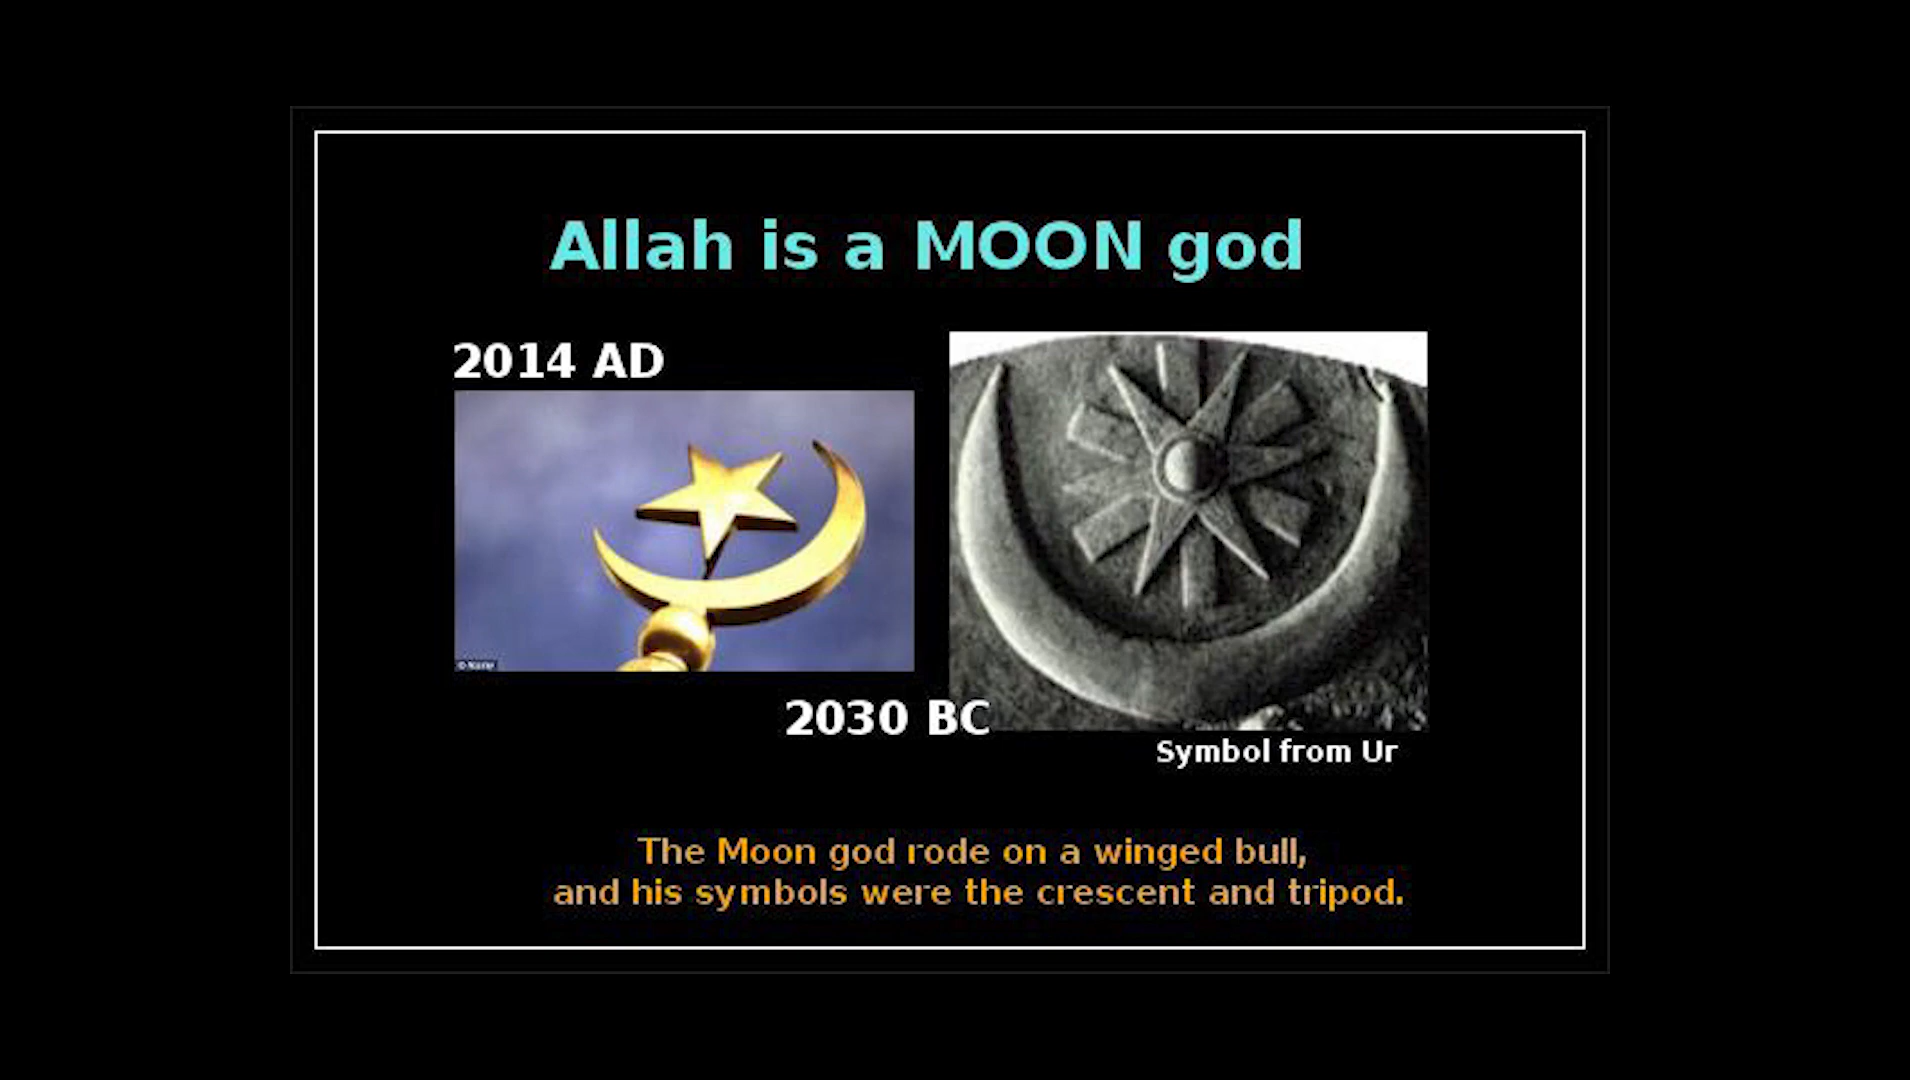 Allah is a MOON god
2014 AD
2030 BC
Symbol from Ur
The Moon god rode on a winged bull,
and his symbols were the crescent and tripod.